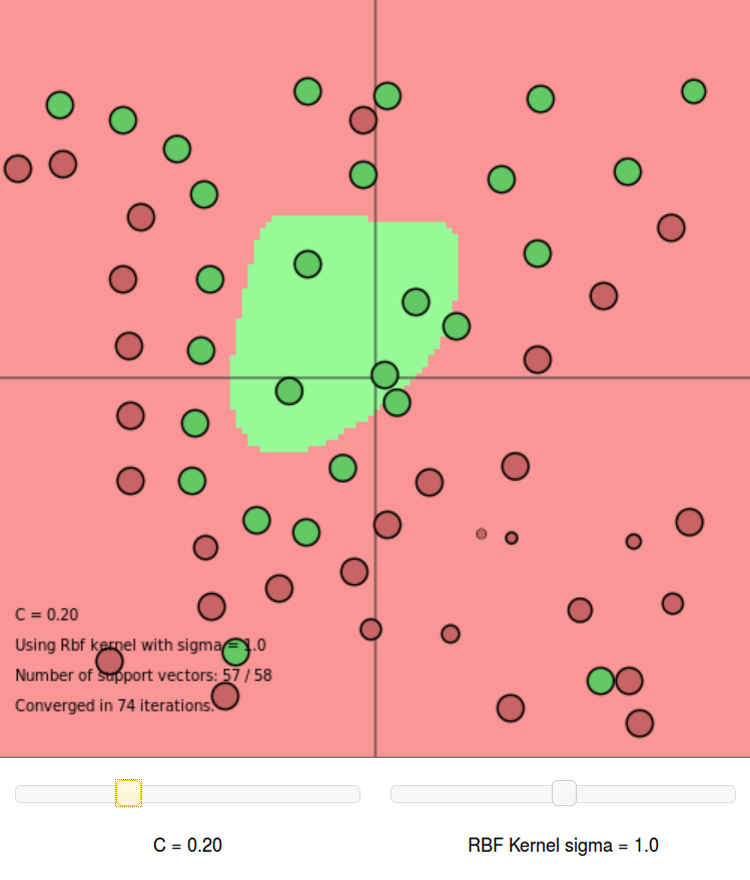 C = 0.20
Using Rbf kernel with sigma = 1.0
Number of support vectors: 57 / 58
Converged in 74 iterations.
C = 0.20
RBF Kernel sigma = 1.0